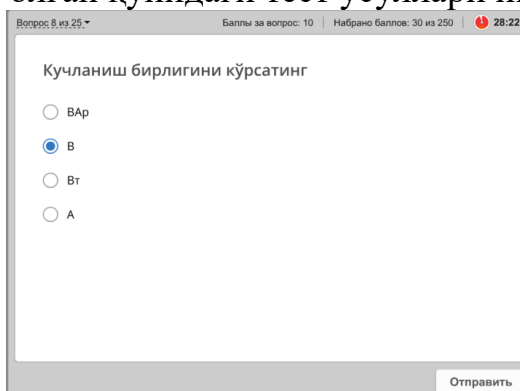 Вопрос 8 из 25 Баллы за вопрос: 10 | Набрано баллов: 30 из 250 | 28:22
Кучланиш бирлигини кўрсатинг
ВАр
В
Вт
А
Отправить